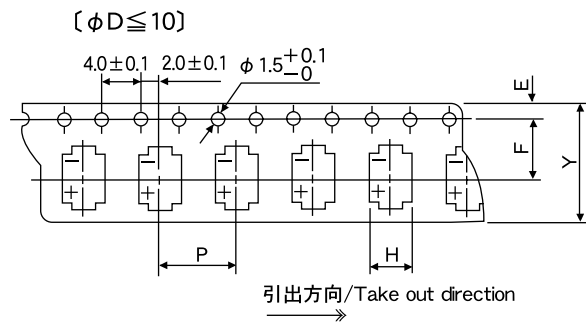 〔φD≦10〕
4.0±0.1 2.0±0.1 φ1.5 +0.1 −0
E
F
Y
− − − − − −
+ + + + + +
P
H
引出方向/Take out direction